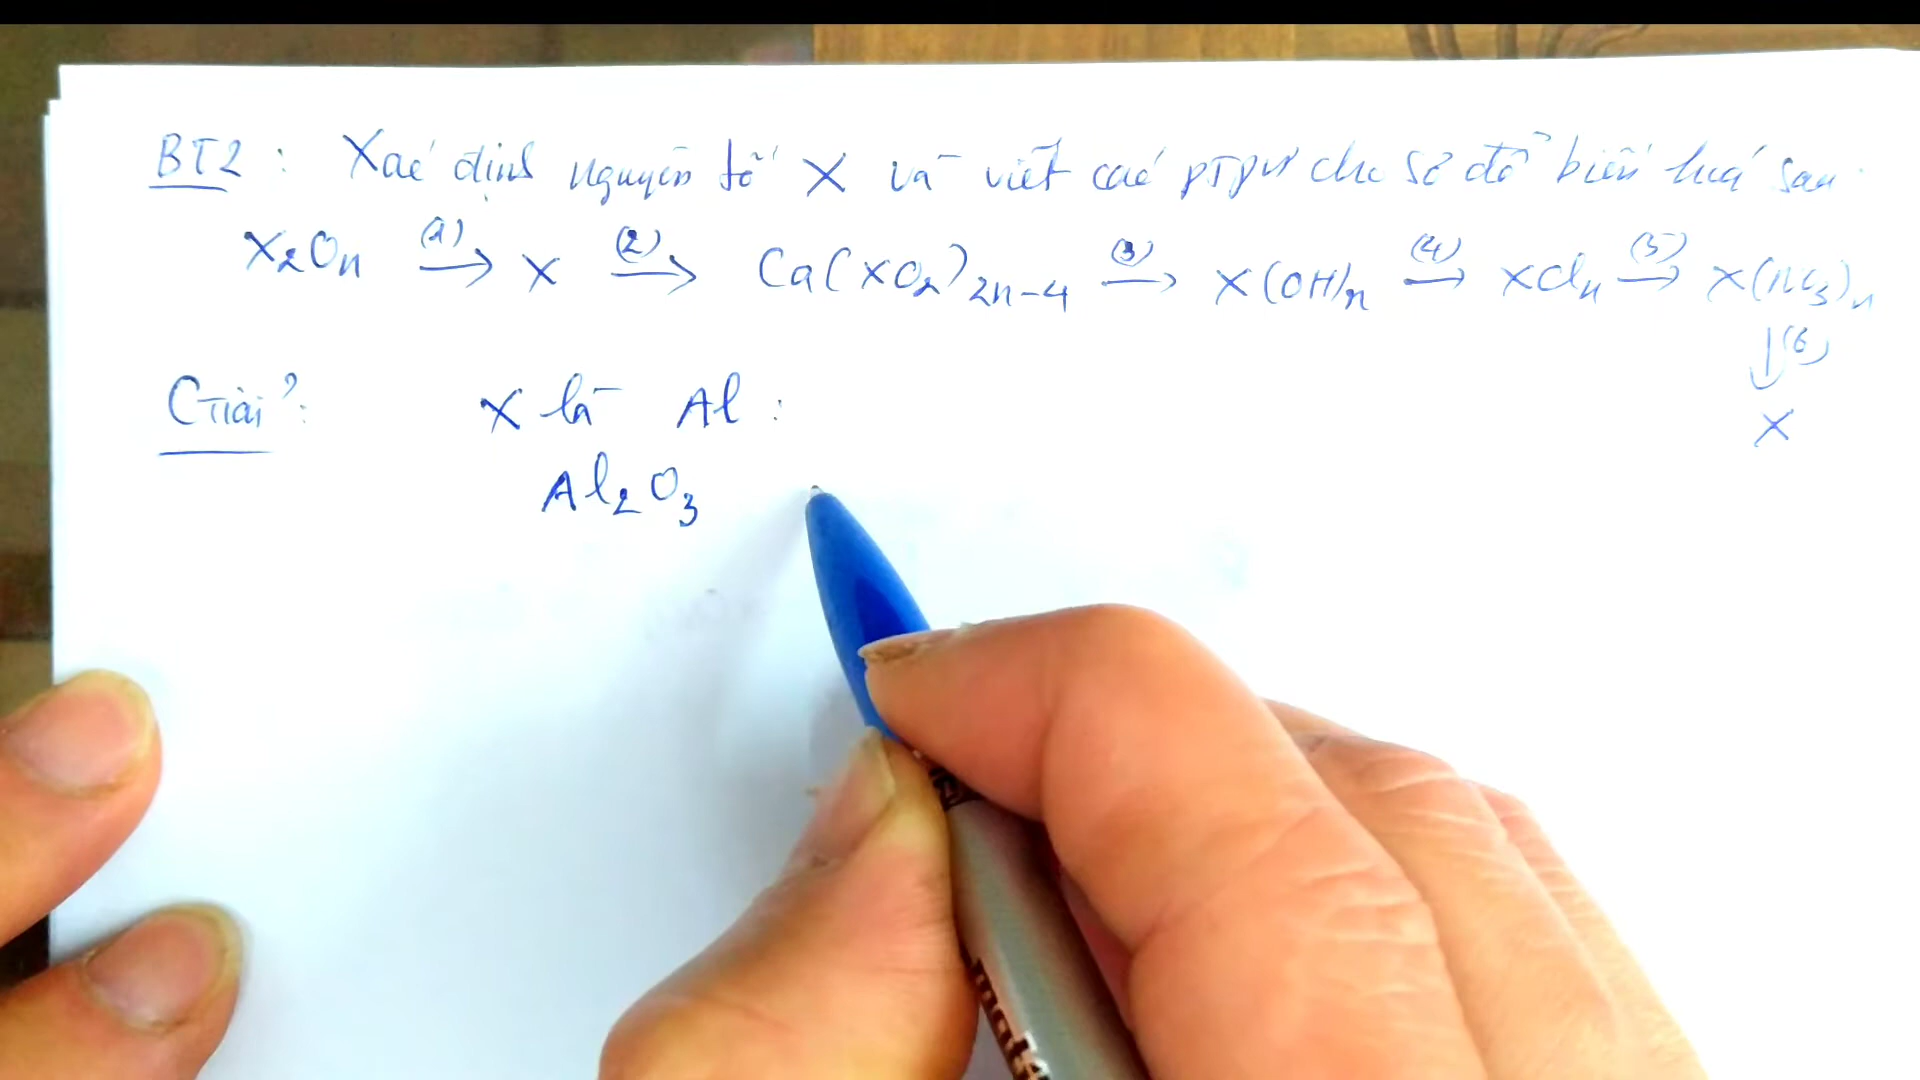 BT2 : Xác định nguyên tố X và viết các PTPƯ cho sơ đồ biến hoá sau:
X₂Oₙ —(1)→ X —(2)→ Ca(XO₂)₂ₙ₋₄ —(3)→ X(OH)ₙ —(4)→ XClₙ —(5)→ X(NO₃)ₙ
↓(6)
X
Giải: X là Al :
Al₂O₃